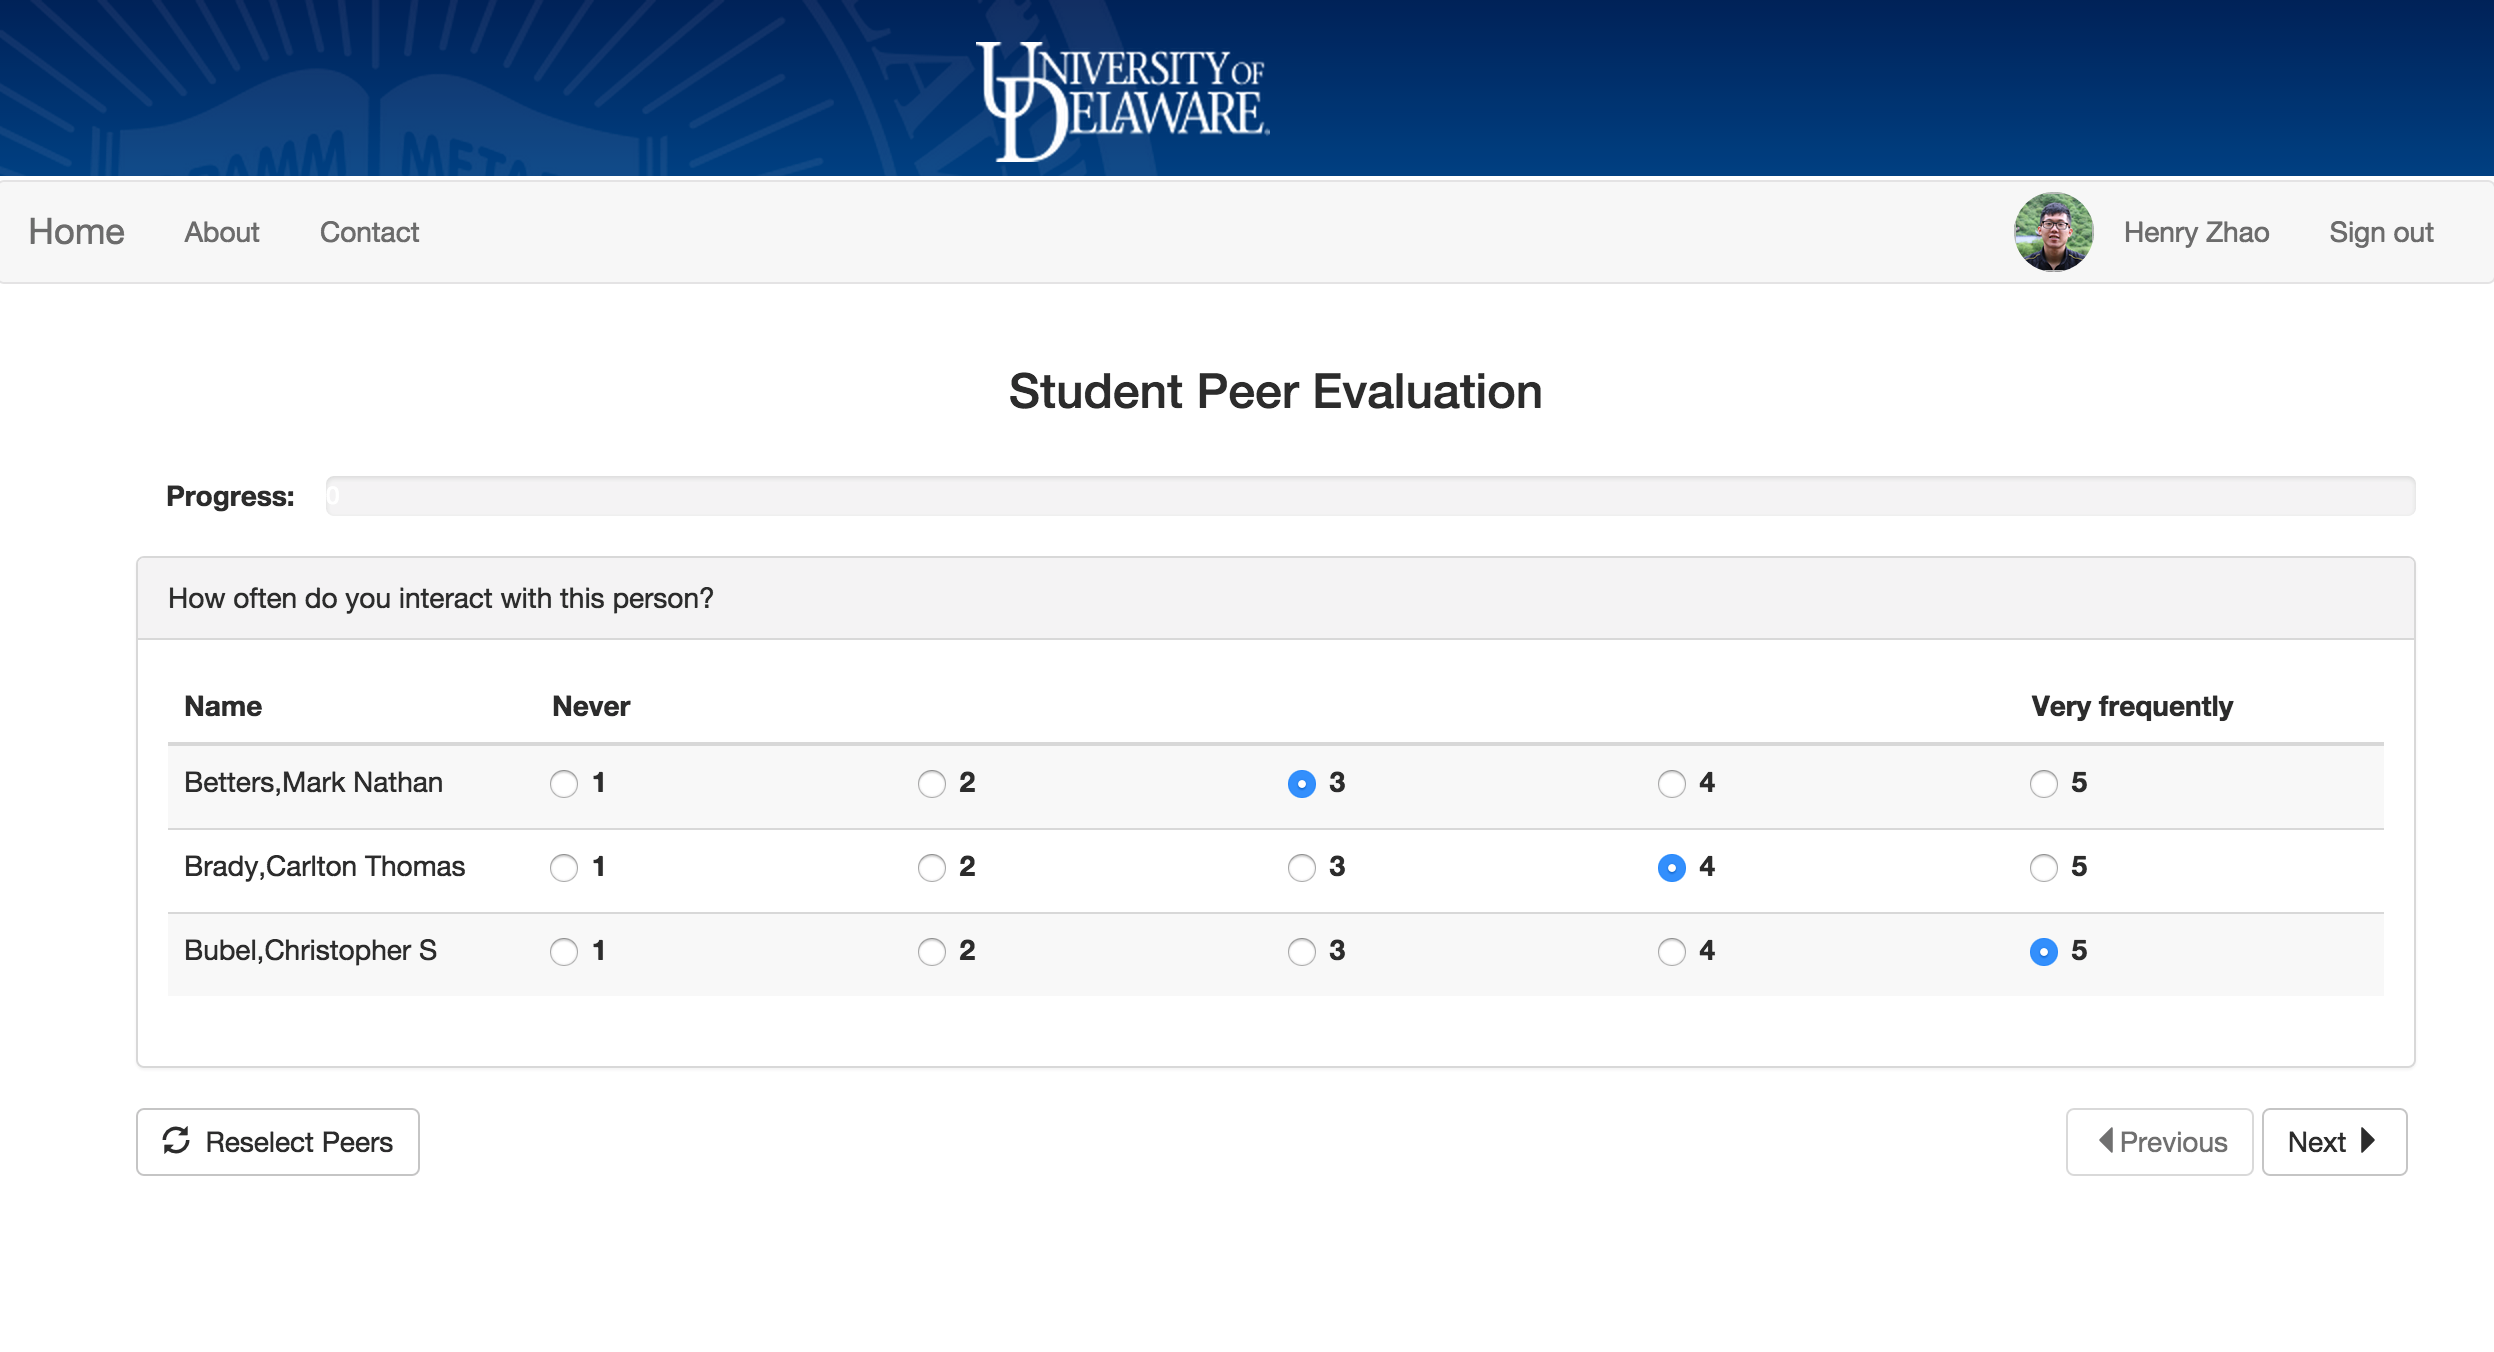 UNIVERSITY OF
DELAWARE
Home About Contact Henry Zhao Sign out
Student Peer Evaluation
Progress: 0
How often do you interact with this person?
Name Never Very frequently
Betters,Mark Nathan 1 2 3 4 5
Brady,Carlton Thomas 1 2 3 4 5
Bubel,Christopher S 1 2 3 4 5
Reselect Peers Previous Next